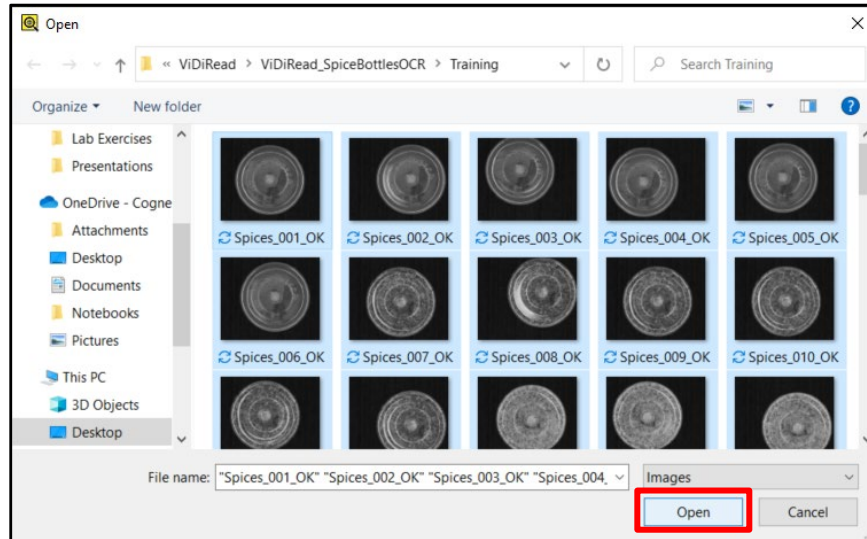 Open
« ViDiRead > ViDiRead_SpiceBottlesOCR > Training
Search Training
Organize
New folder
?
Lab Exercises
Presentations
OneDrive - Cogne
Attachments
Desktop
Documents
Notebooks
Pictures
This PC
3D Objects
Desktop
Spices_001_OK Spices_002_OK Spices_003_OK Spices_004_OK Spices_005_OK
Spices_006_OK Spices_007_OK Spices_008_OK Spices_009_OK Spices_010_OK
File name: "Spices_001_OK" "Spices_002_OK" "Spices_003_OK" "Spices_004_
Images
Open
Cancel